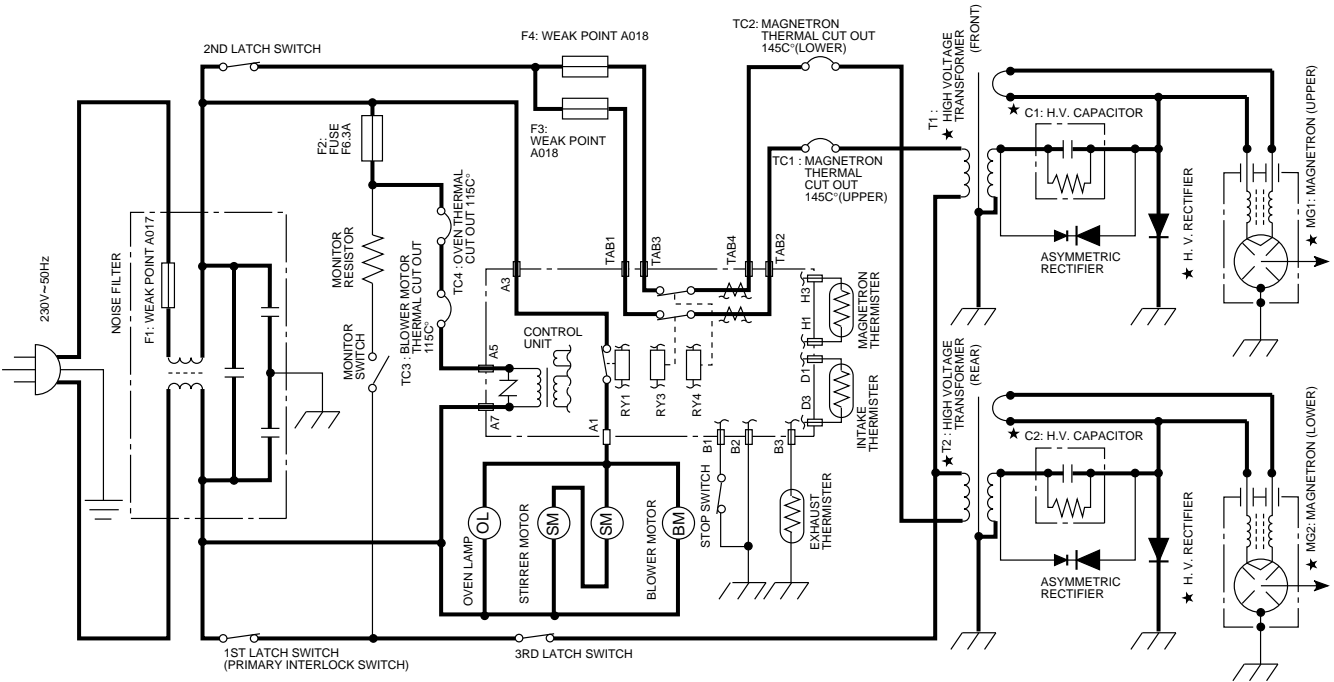 2ND LATCH SWITCH
F4: WEAK POINT A018
TC2: MAGNETRON
THERMAL CUT OUT
145C°(LOWER)
T1 :
★ HIGH VOLTAGE
TRANSFORMER
(FRONT)
★ C1: H.V. CAPACITOR
★ MG1: MAGNETRON (UPPER)
F2:
FUSE
F6.3A
F3:
WEAK POINT
A018
TC1 : MAGNETRON
THERMAL
CUT OUT
145C°(UPPER)
ASYMMETRIC
RECTIFIER
★ H. V. RECTIFIER
230V~50Hz
NOISE FILTER
F1: WEAK POINT A017
MONITOR
RESISTOR
MONITOR
SWITCH
TC4 : OVEN THERMAL
CUT OUT 115C°
TC3 : BLOWER MOTOR
THERMAL CUT OUT
115C°
A3
TAB1
TAB3
TAB4
TAB2
H3
H1
MAGNETRON
THERMISTER
CONTROL
UNIT
A5
A7
RY1
RY3
RY4
D1
D3
INTAKE
THERMISTER
A1
B1
B2
B3
★ T2 : HIGH VOLTAGE
TRANSFORMER
(REAR)
★ C2: H.V. CAPACITOR
★ MG2: MAGNETRON (LOWER)
OVEN LAMP
OL
STIRRER MOTOR
SM
SM
BLOWER MOTOR
BM
STOP SWITCH
EXHAUST
THERMISTER
ASYMMETRIC
RECTIFIER
★ H. V. RECTIFIER
1ST LATCH SWITCH
(PRIMARY INTERLOCK SWITCH)
3RD LATCH SWITCH